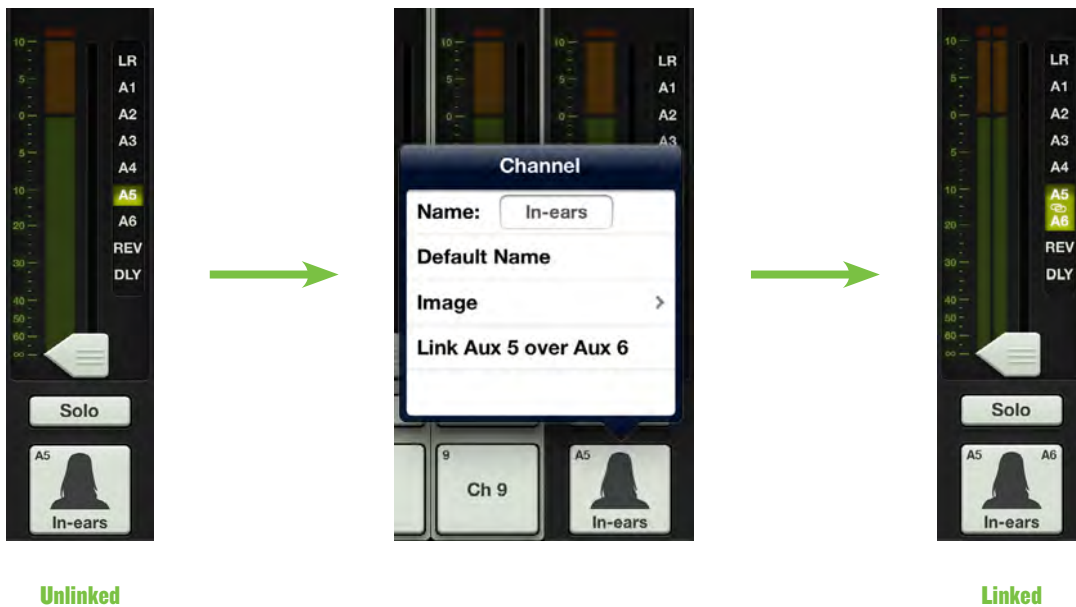 10
5
0
5
10
20
30
40
50
60
∞
LR
A1
A2
A3
A4
A5
A6
REV
DLY
Solo
A5
In-ears
Unlinked
10
5
0
10
5
0
LR
A1
A2
A3
Channel
Name: In-ears
Default Name
Image
Link Aux 5 over Aux 6
9
Ch 9
A5
In-ears
10
5
0
5
10
20
30
40
50
60
∞
LR
A1
A2
A3
A4
A5
A6
REV
DLY
Solo
A5 A6
In-ears
Linked